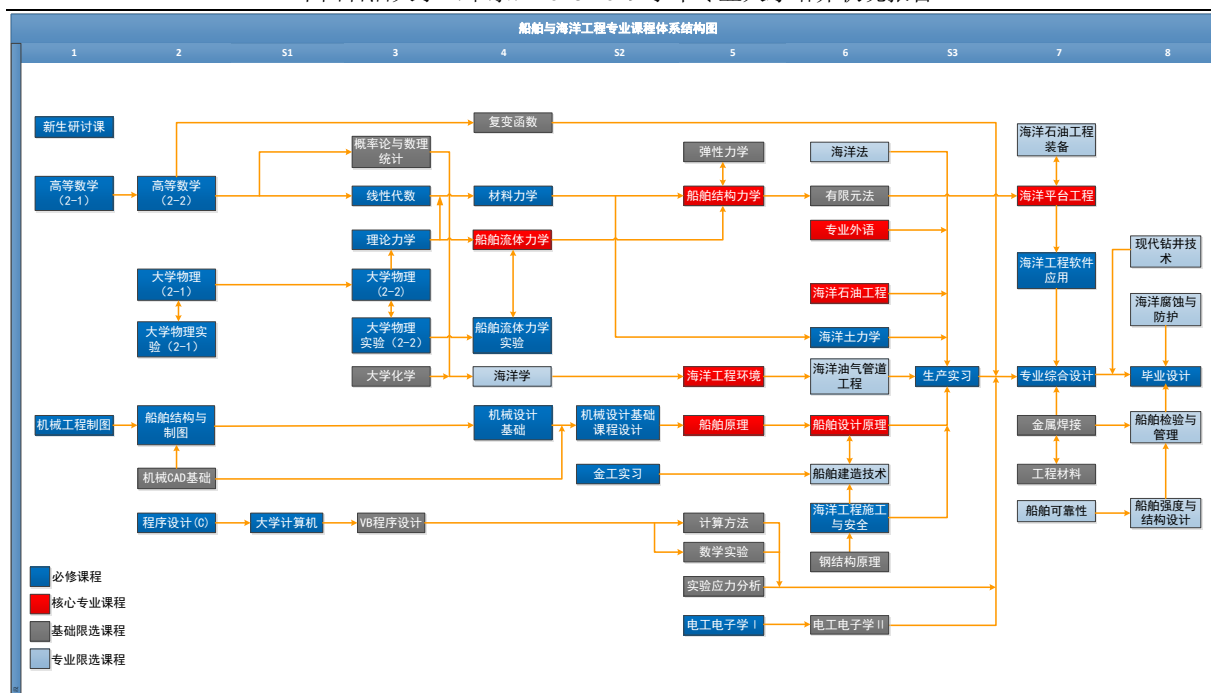 船舶与海洋工程专业课程体系结构图
1 2 S1 3 4 S2 5 6 S3 7 8
新生研讨课
高等数学
（2-1）
高等数学
（2-2）
概率论与数理
统计
复变函数
线性代数
材料力学
弹性力学
船舶结构力学
海洋法
有限元法
专业外语
海洋石油工程
装备
海洋平台工程
理论力学
船舶流体力学
大学物理
（2-1）
大学物理
(2-2)
大学物理实
验（2-1）
大学物理
实验（2-2）
船舶流体力学
实验
海洋石油工程
海洋土力学
海洋工程软件
应用
现代钻井技
术
海洋腐蚀与
防护
大学化学
海洋学
海洋工程环境
海洋油气管道
工程
生产实习
专业综合设计
毕业设计
机械工程制图
船舶结构与
制图
机械设计
基础
机械设计基础
课程设计
船舶原理
船舶设计原理
金属焊接
船舶检验与
管理
机械CAD基础
金工实习
船舶建造技术
工程材料
程序设计(C)
大学计算机
VB程序设计
计算方法
海洋工程施工
与安全
船舶可靠性
船舶强度与
结构设计
数学实验
钢结构原理
实验应力分析
电工电子学Ⅰ
电工电子学Ⅱ
必修课程
核心专业课程
基础限选课程
专业限选课程